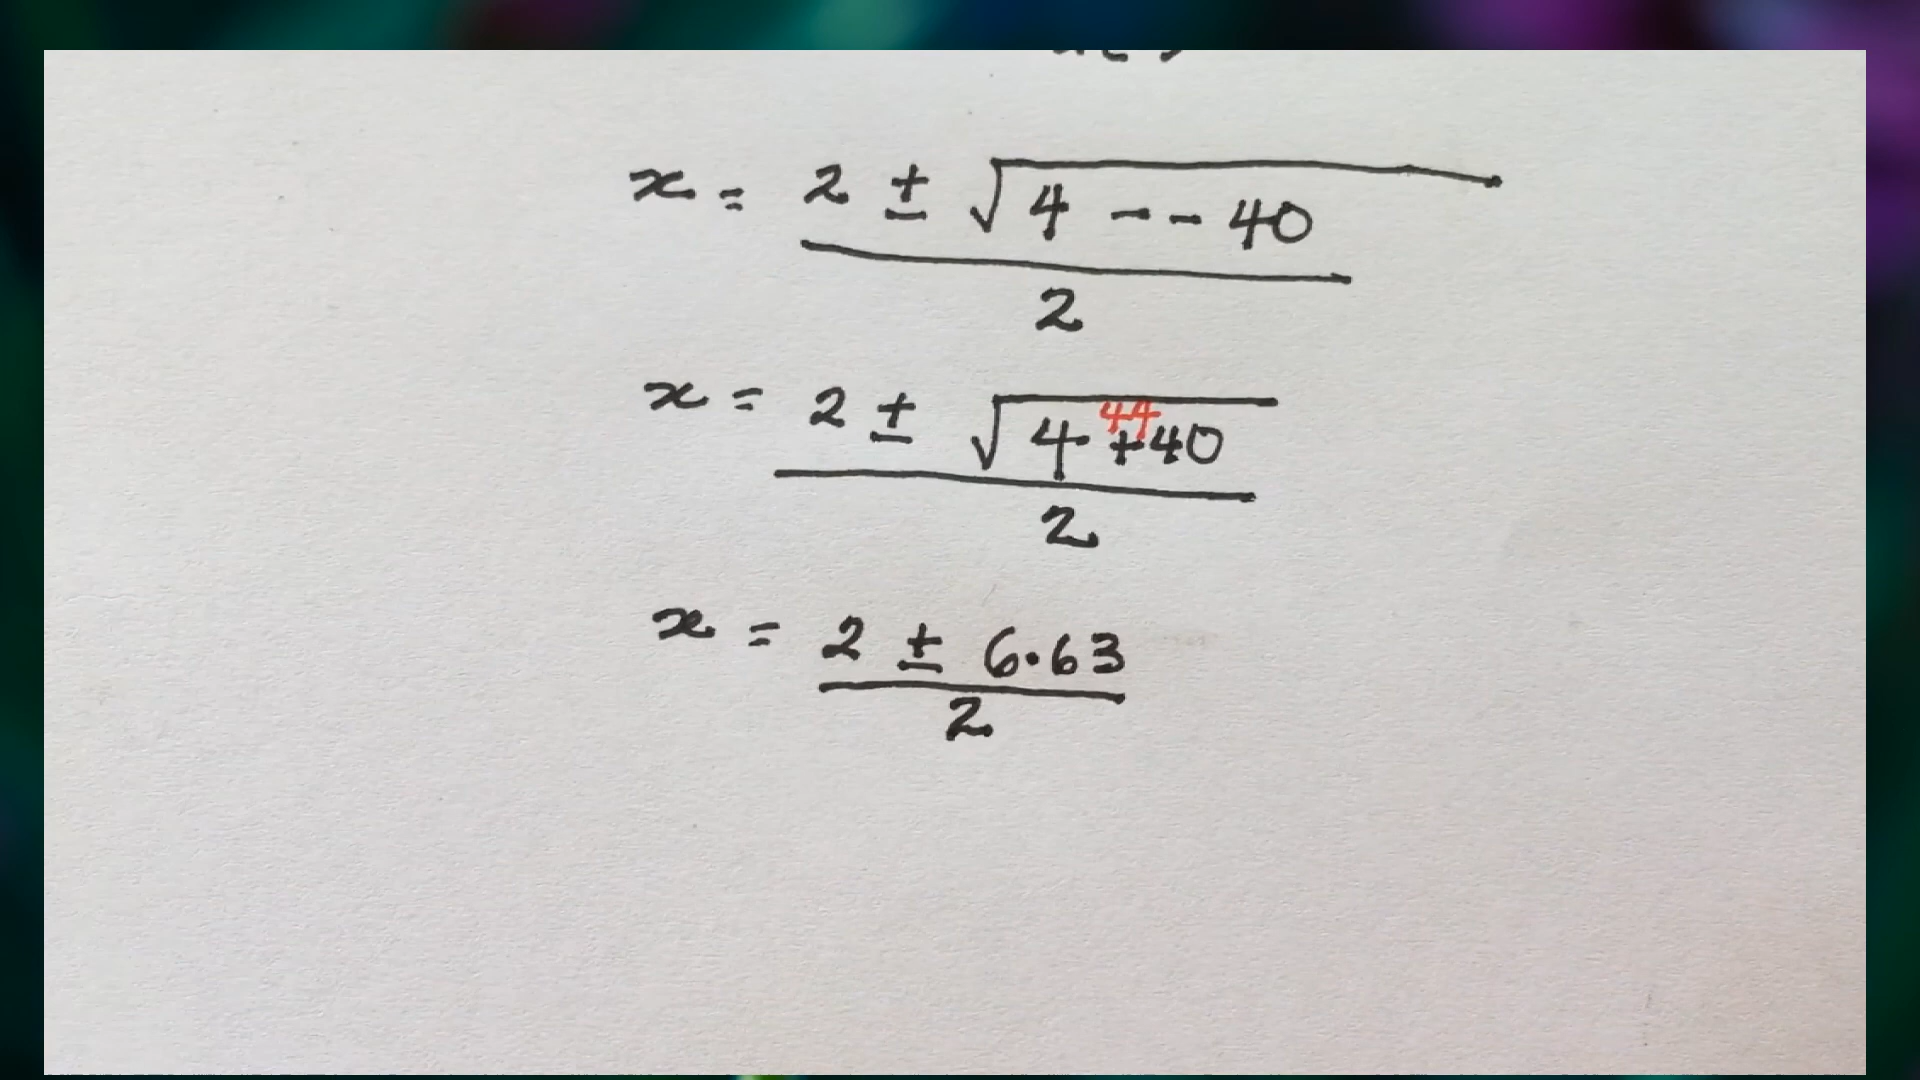 x = 2 ± √4 - - 40
2
x = 2 ± √4 + 40
44
2
x = 2 ± 6.63
2